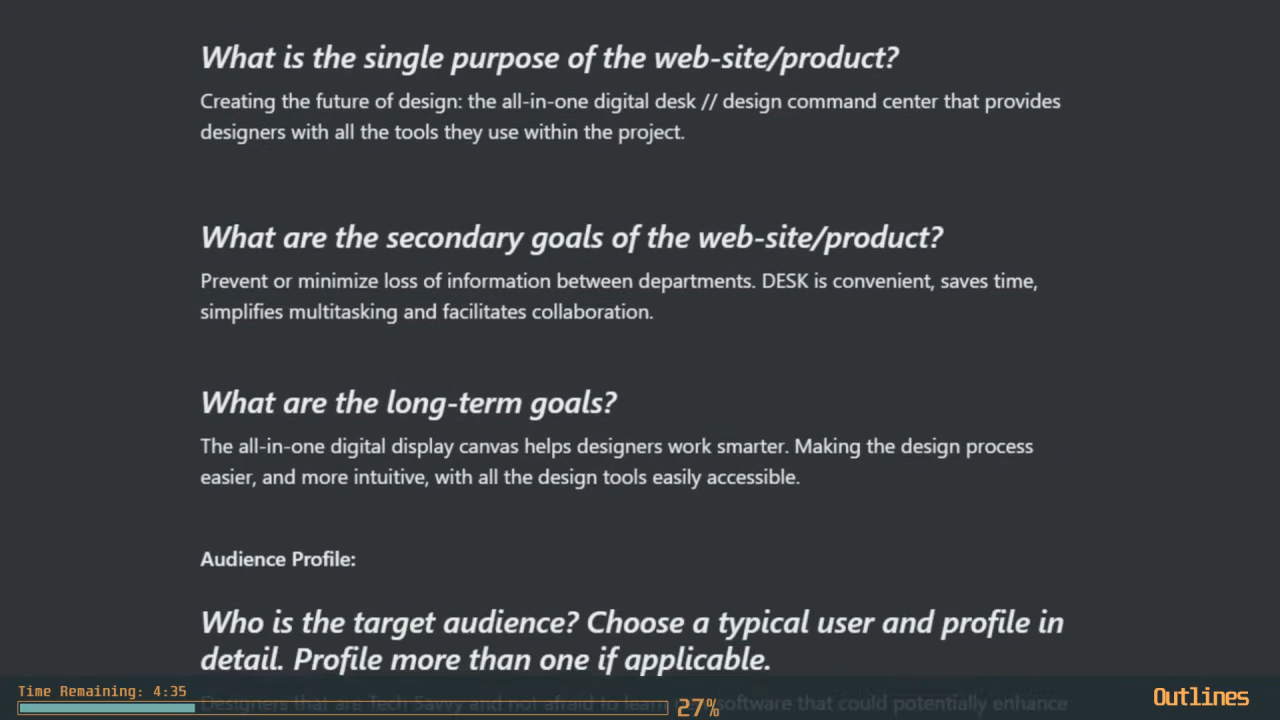 What is the single purpose of the web-site/product?
Creating the future of design: the all-in-one digital desk // design command center that provides
designers with all the tools they use within the project.
What are the secondary goals of the web-site/product?
Prevent or minimize loss of information between departments. DESK is convenient, saves time,
simplifies multitasking and facilitates collaboration.
What are the long-term goals?
The all-in-one digital display canvas helps designers work smarter. Making the design process
easier, and more intuitive, with all the design tools easily accessible.
Audience Profile:
Who is the target audience? Choose a typical user and profile in
detail. Profile more than one if applicable.
Designers that are Tech Savvy and not afraid to learn software that could potentially enhance
Time Remaining: 4:35
27%
Outlines